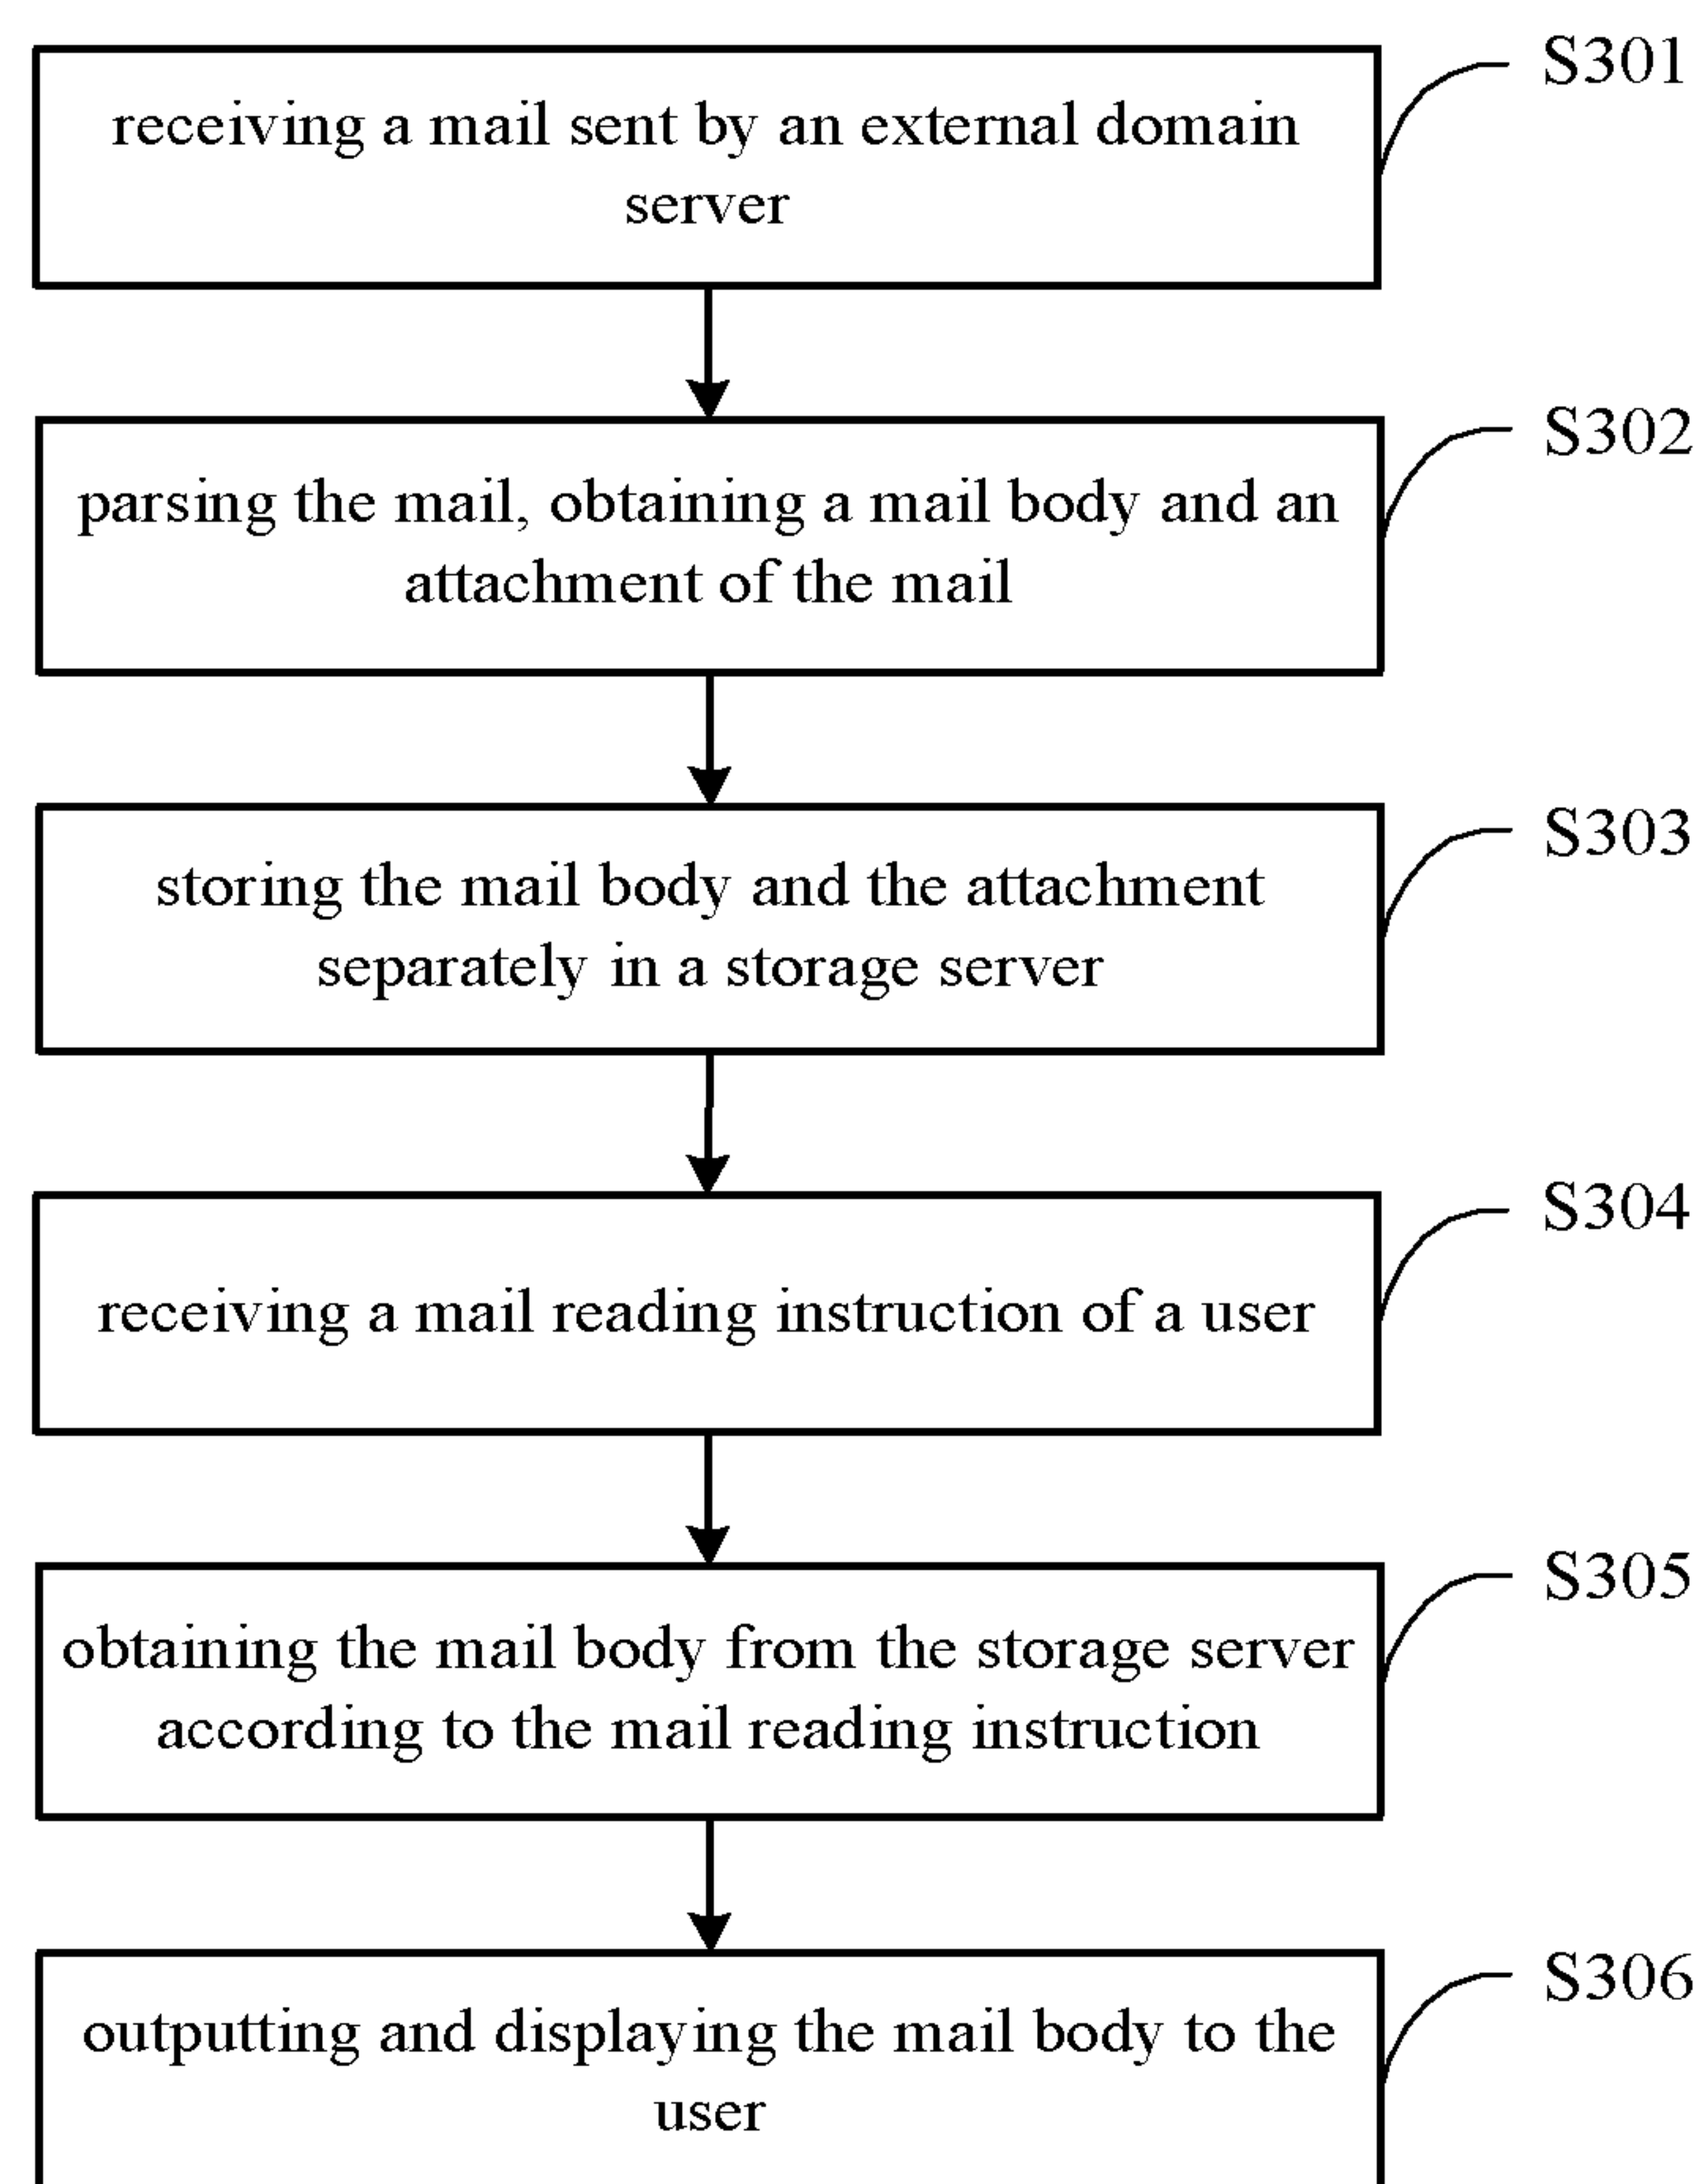 S301
receiving a mail sent by an external domain
server
S302
parsing the mail, obtaining a mail body and an
attachment of the mail
S303
storing the mail body and the attachment
separately in a storage server
S304
receiving a mail reading instruction of a user
S305
obtaining the mail body from the storage server
according to the mail reading instruction
S306
outputting and displaying the mail body to the
user